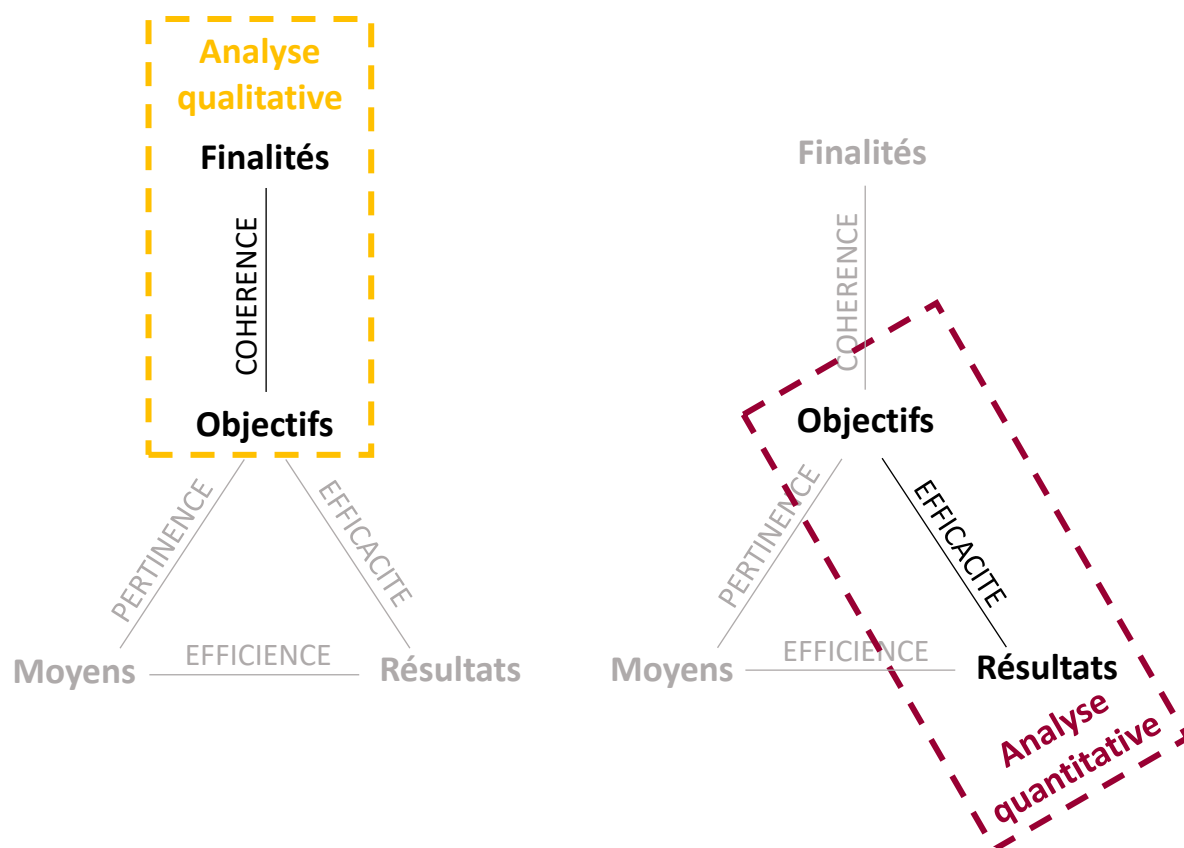 Analyse
qualitative
Finalités
COHERENCE
Objectifs
PERTINENCE
EFFICACITE
Moyens
EFFICIENCE
Résultats
Finalités
COHERENCE
Objectifs
PERTINENCE
EFFICACITE
Moyens
EFFICIENCE
Résultats
Analyse
quantitative